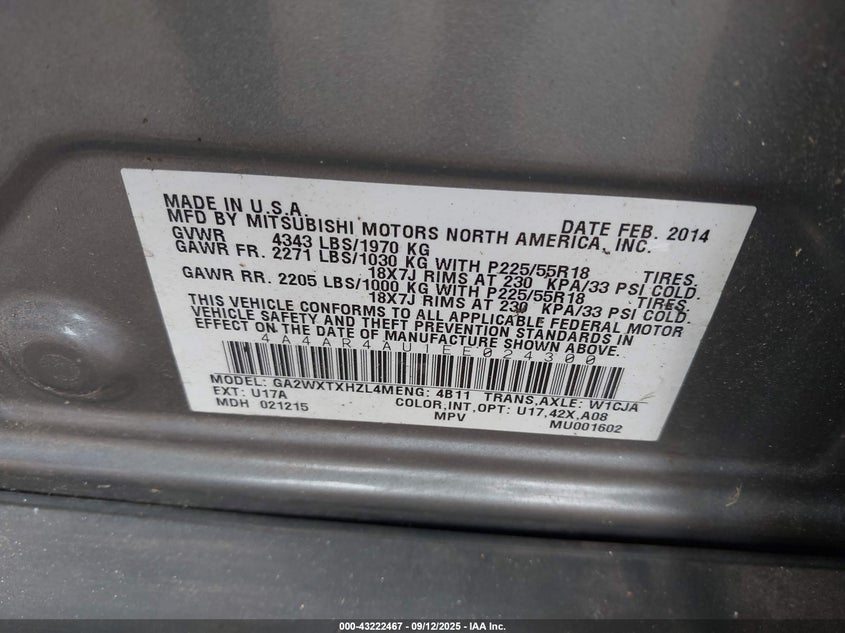 MADE IN U.S.A.
MFD BY MITSUBISHI MOTORS NORTH AMERICA, INC. DATE FEB. 2014
GVWR 4343 LBS/1970 KG
GAWR FR. 2271 LBS/1030 KG WITH P225/55R18 TIRES.
18X7J RIMS AT 230 KPA/33 PSI COLD.
GAWR RR. 2205 LBS/1000 KG WITH P225/55R18 TIRES.
18X7J RIMS AT 230 KPA/33 PSI COLD.
THIS VEHICLE CONFORMS TO ALL APPLICABLE FEDERAL MOTOR
VEHICLE SAFETY AND THEFT PREVENTION STANDARDS IN
EFFECT ON THE DATE OF MANUFACTURE SHOWN ABOVE.
4A4AR4AU1EE024300
MODEL: GA2WXTXHZL4MENG: 4B11 TRANS,AXLE: W1CJA
EXT: U17A COLOR,INT,OPT: U17,42X,A08
MDH 021215 MPV MU001602
000-43222467 - 09/12/2025 - IAA Inc.